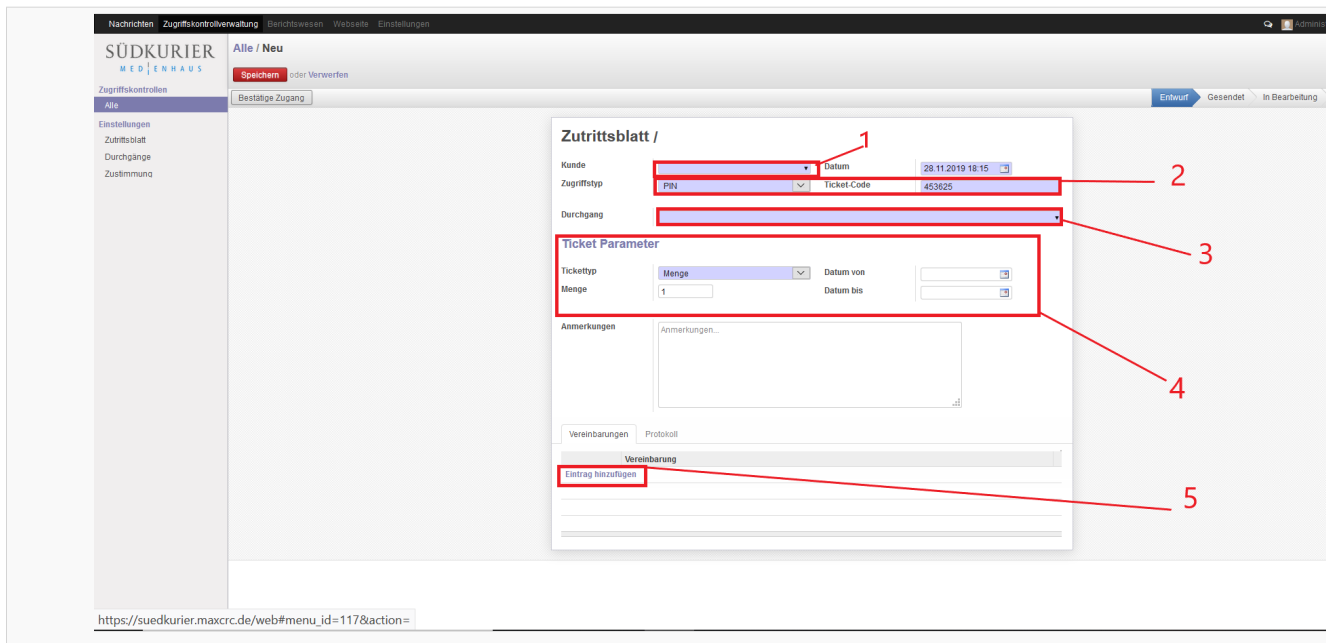 Nachrichten Zugriffskontrollverwaltung Berichtswesen Webseite Einstellungen
SÜDKURIER
MEDIENHAUS
Alle / Neu
Speichern oder Verwerfen
Zugriffskontrollen
Alle
Bestätige Zugang
Entwurf Gesendet In Bearbeitung
Einstellungen
Zutrittsblatt
Durchgänge
Zustimmung
Zutrittsblatt /
1
Kunde Datum 28.11.2019 18:15
Zugriffstyp PIN Ticket-Code 453625
2
Durchgang
3
Ticket Parameter
Tickettyp Menge Datum von
Menge 1 Datum bis
Anmerkungen Anmerkungen...
4
Vereinbarungen Protokoll
Vereinbarung
Eintrag hinzufügen
5
https://suedkurier.maxcrc.de/web#menu_id=117&action=